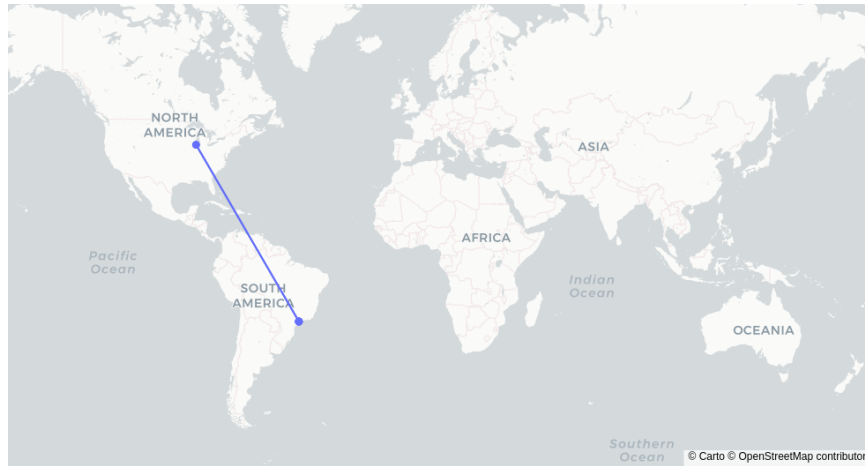 NORTH
AMERICA
ASIA
AFRICA
Pacific
Ocean
Indian
Ocean
SOUTH
AMERICA
OCEANIA
Southern
Ocean
© Carto © OpenStreetMap contributor